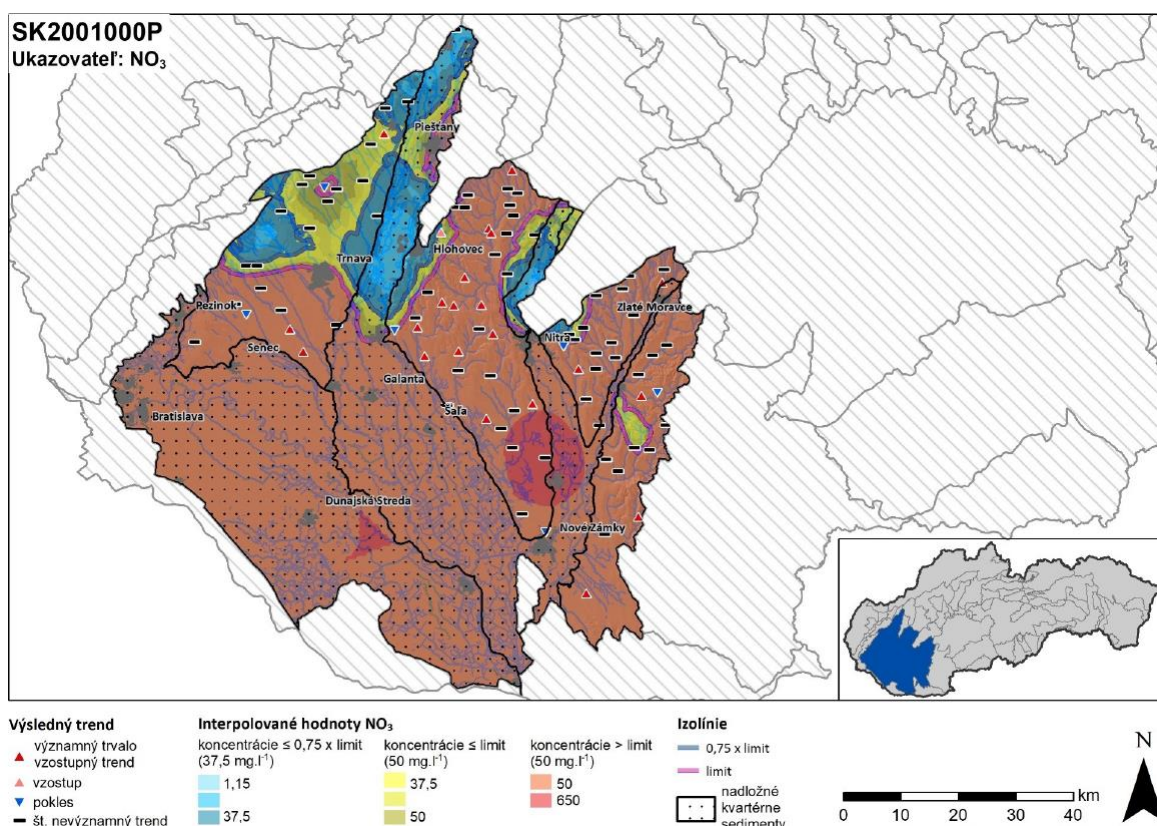 SK2001000P
Ukazovateľ: NO₃
Piešťany
Hlohovec
Trnava
Zlaté Moravce
Pezinok
Nitra
Senec
Galanta
Šaľa
Bratislava
Dunajská Streda
Nové Zámky
Výsledný trend
významný trvalo
vzostupný trend
vzostup
pokles
št. nevýznamný trend
Interpolované hodnoty NO₃
koncentrácie ≤ 0,75 x limit
(37,5 mg.l⁻¹)
1,15
37,5
koncentrácie ≤ limit
(50 mg.l⁻¹)
37,5
50
koncentrácie > limit
(50 mg.l⁻¹)
50
650
Izolínie
0,75 x limit
limit
nadložné
kvartérne
sedimenty
N
km
0 10 20 30 40